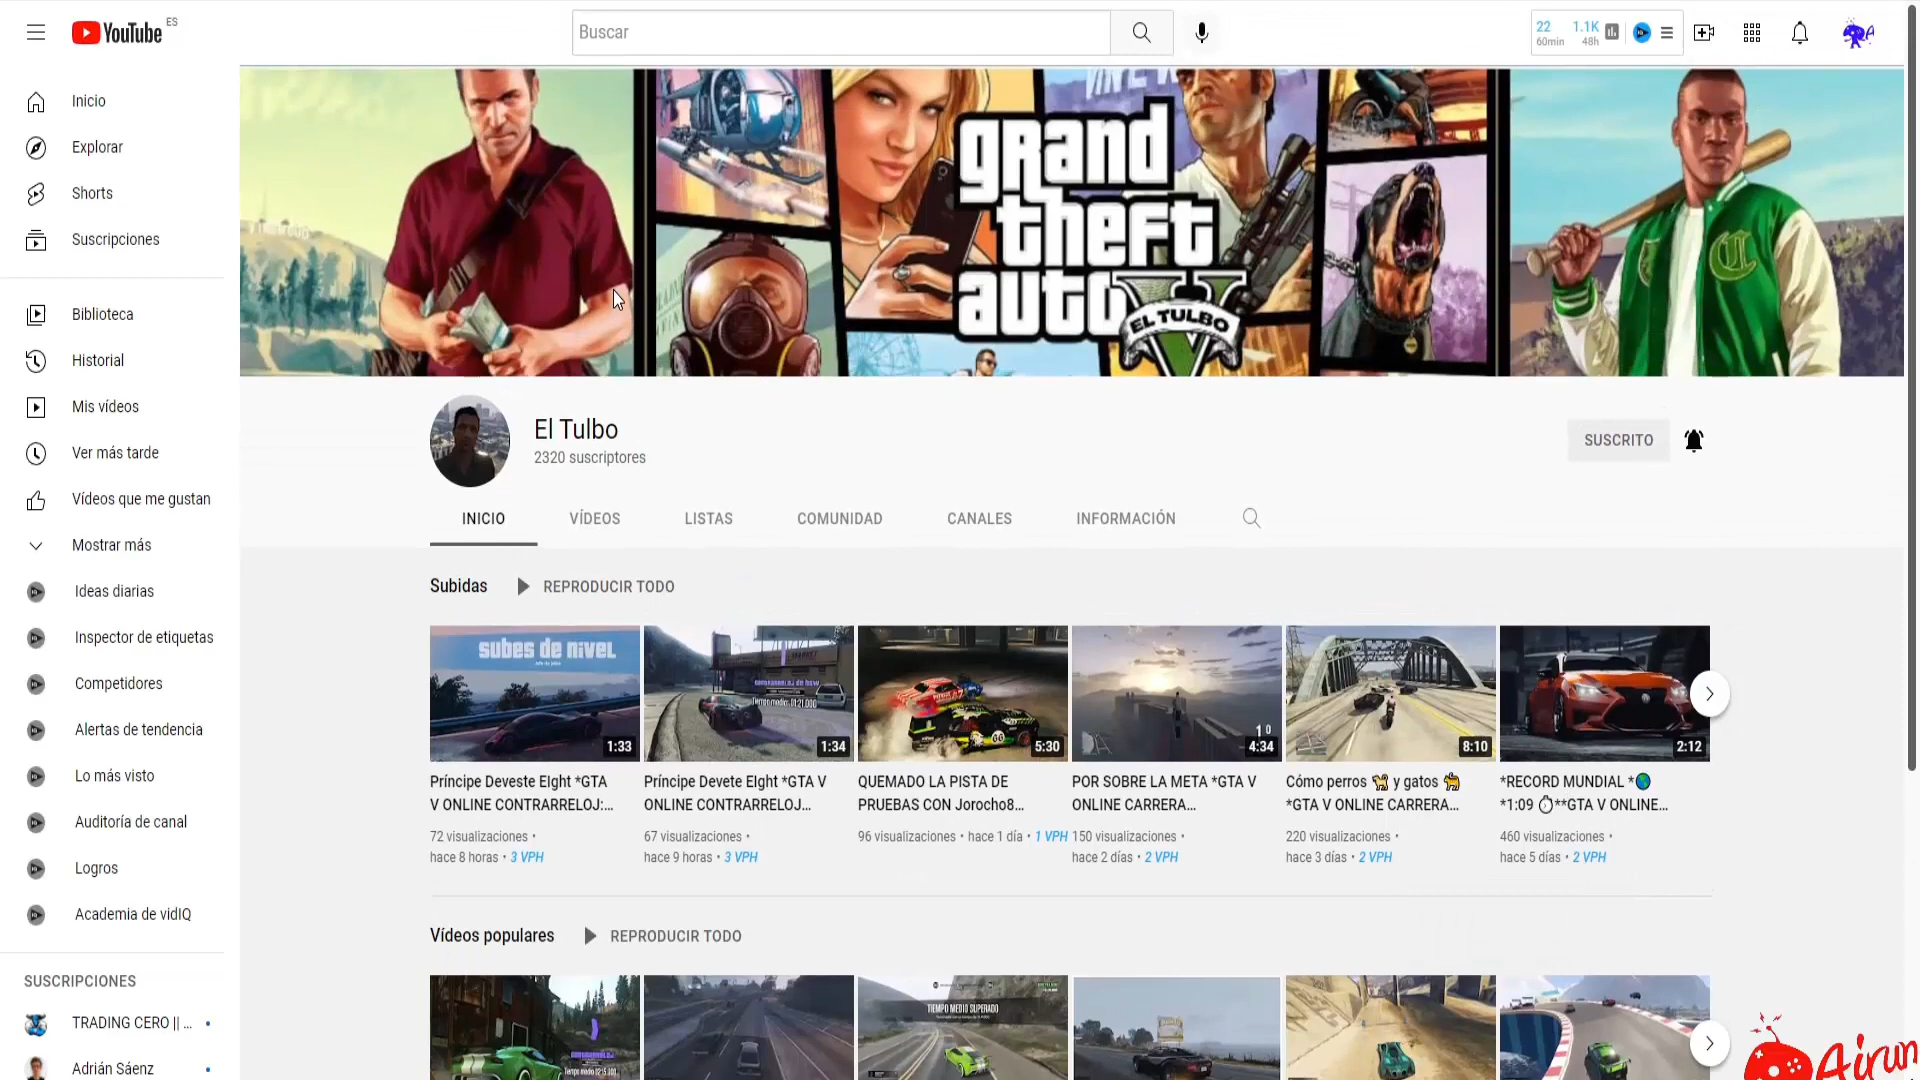 YouTube ES
Buscar
22 1.1K
60min 48h
Inicio
Explorar
Shorts
Suscripciones
Biblioteca
Historial
Mis vídeos
Ver más tarde
Vídeos que me gustan
Mostrar más
Ideas diarias
Inspector de etiquetas
Competidores
Alertas de tendencia
Lo más visto
Auditoría de canal
Logros
Academia de vidIQ
SUSCRIPCIONES
TRADING CERO || ...
Adrián Sáenz
grand
theft
auto
V
EL TULBO
El Tulbo
2320 suscriptores
SUSCRITO
INICIO VÍDEOS LISTAS COMUNIDAD CANALES INFORMACIÓN
Subidas REPRODUCIR TODO
subes de nivel
1:33
Tiempo medio: 01:21.000
1:34
5:30
4:34
8:10
2:12
Príncipe Deveste EIght *GTA
V ONLINE CONTRARRELOJ:...
72 visualizaciones •
hace 8 horas • 3 VPH
Príncipe Devete EIght *GTA V
ONLINE CONTRARRELOJ...
67 visualizaciones •
hace 9 horas • 3 VPH
QUEMADO LA PISTA DE
PRUEBAS CON Jorocho8...
96 visualizaciones • hace 1 día • 1 VPH
POR SOBRE LA META *GTA V
ONLINE CARRERA...
150 visualizaciones •
hace 2 días • 2 VPH
Cómo perros 🐕 y gatos 🐈
*GTA V ONLINE CARRERA...
220 visualizaciones •
hace 3 días • 2 VPH
*RECORD MUNDIAL *🌎
*1:09 ⏱**GTA V ONLINE...
460 visualizaciones •
hace 5 días • 2 VPH
Vídeos populares REPRODUCIR TODO
TIEMPO MEDIO SUPERADO
Airun